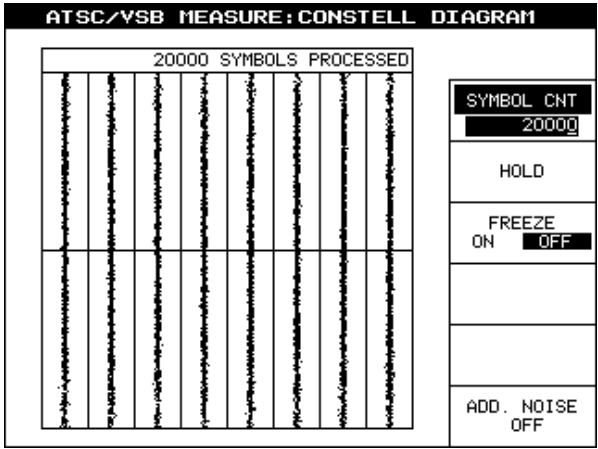 ATSC/VSB MEASURE:CONSTELL DIAGRAM
20000 SYMBOLS PROCESSED
SYMBOL CNT
20000
HOLD
FREEZE
ON OFF
ADD. NOISE
OFF